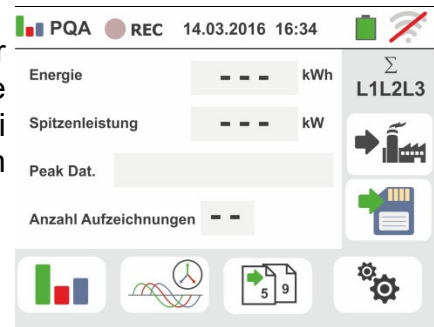 PQA REC 14.03.2016 16:34
Energie --- kWh
Σ
L1L2L3
Spitzenleistung --- kW
Peak Dat.
Anzahl Aufzeichnungen --
5 9
r
e
i
n